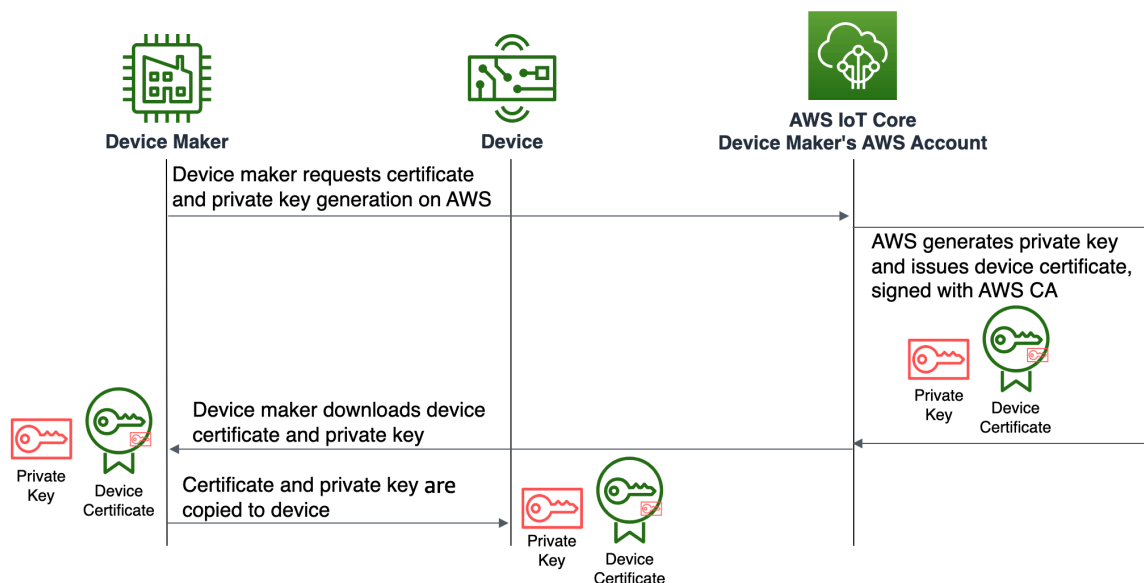 Device Maker
Device
AWS IoT Core
Device Maker's AWS Account
Device maker requests certificate
and private key generation on AWS
AWS generates private key
and issues device certificate,
signed with AWS CA
Private
Key
Device
Certificate
Device maker downloads device
certificate and private key
Private
Key
Device
Certificate
Certificate and private key are
copied to device
Private
Key
Device
Certificate